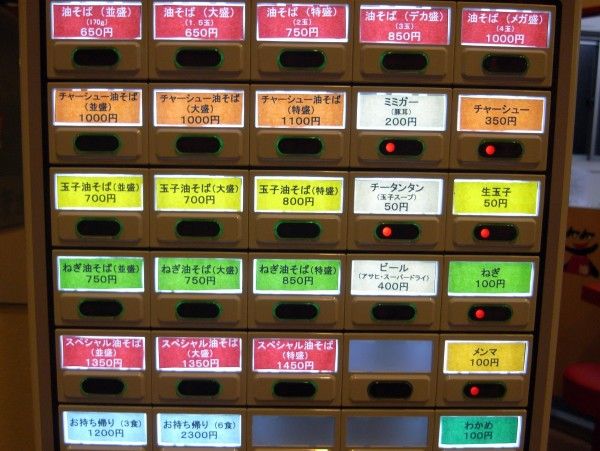 油そば（並盛）
（170g）
650円
油そば（大盛）
（1.5玉）
650円
油そば（特盛）
（2玉）
750円
油そば（デカ盛）
（3玉）
850円
油そば（メガ盛）
（4玉）
1000円
チャーシュー油そば
（並盛）
1000円
チャーシュー油そば
（大盛）
1000円
チャーシュー油そば
（特盛）
1100円
ミミガー
（豚耳）
200円
チャーシュー
350円
玉子油そば（並盛）
700円
玉子油そば（大盛）
700円
玉子油そば（特盛）
800円
チータンタン
（玉子スープ）
50円
生玉子
50円
ねぎ油そば（並盛）
750円
ねぎ油そば（大盛）
750円
ねぎ油そば（特盛）
850円
ビール
（アサヒ・スーパードライ）
400円
ねぎ
100円
スペシャル油そば
（並盛）
1350円
スペシャル油そば
（大盛）
1350円
スペシャル油そば
（特盛）
1450円
メンマ
100円
お持ち帰り（3食）
1200円
お持ち帰り（6食）
2300円
わかめ
100円